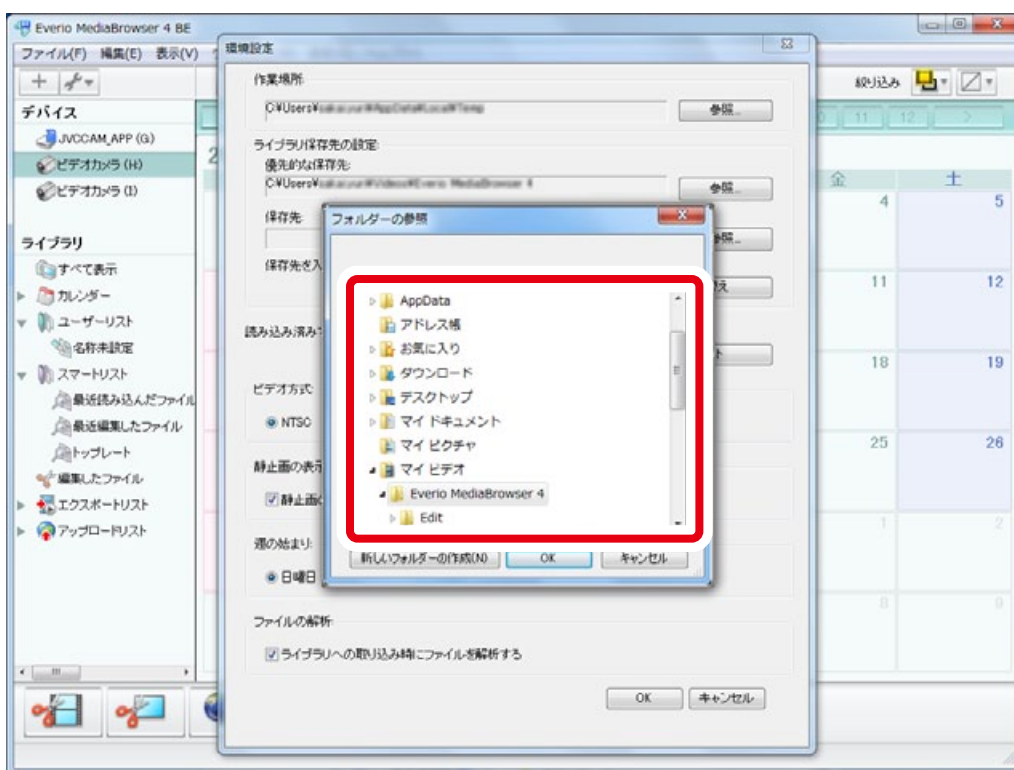 Everio MediaBrowser 4 BE
ファイル(F) 編集(E) 表示(V)
デバイス
JVCCAM_APP (G)
ビデオカメラ (H)
ビデオカメラ (I)
ライブラリ
すべて表示
カレンダー
ユーザーリスト
名称未設定
スマートリスト
最近読み込んだファイル
最近編集したファイル
トップレート
編集したファイル
エクスポートリスト
アップロードリスト
環境設定
作業場所:
C:¥Users¥
参照...
ライブラリ保存先の設定:
優先的な保存先:
C:¥Users¥
参照...
保存先:
参照...
保存先を入
え
読み込み済み
ト
ビデオ方式:
NTSC
静止画の表示
静止画
週の始まり:
日曜日
ファイルの解析:
ライブラリへの取り込み時にファイルを解析する
OK キャンセル
フォルダーの参照
AppData
アドレス帳
お気に入り
ダウンロード
デスクトップ
マイ ドキュメント
マイ ピクチャ
マイ ビデオ
Everio MediaBrowser 4
Edit
新しいフォルダーの作成(N) OK キャンセル
絞り込み
11 12 >
2
金 土
4 5
11 12
18 19
25 26
1 2
8 9